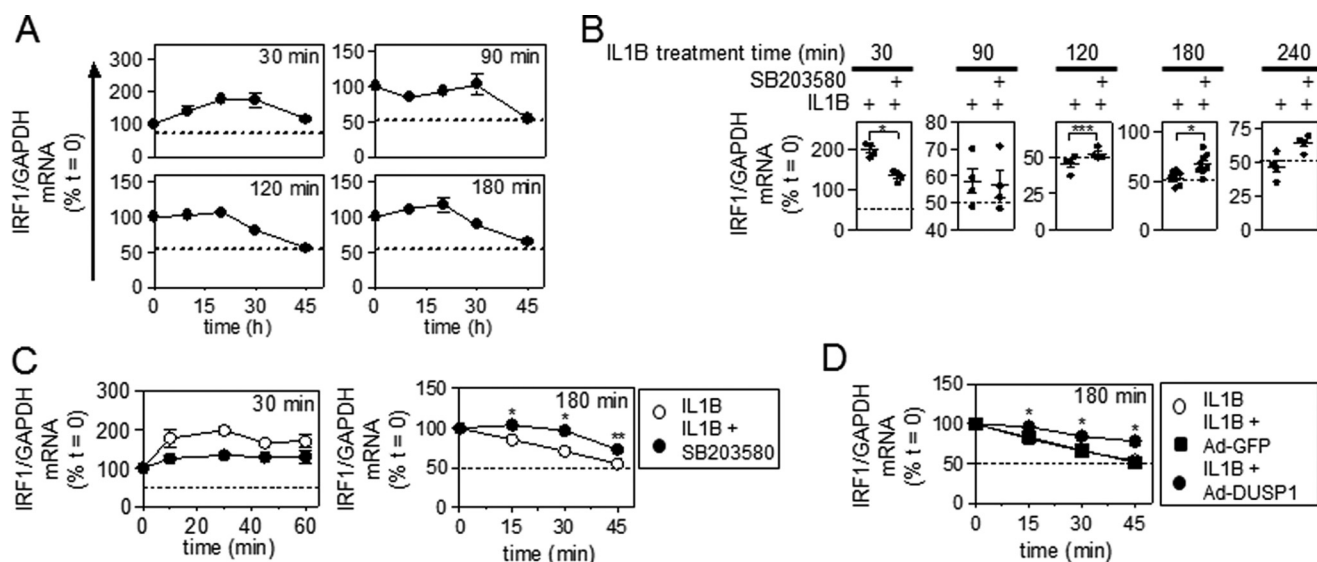 A
IRF1/GAPDH
mRNA
(% t = 0)
30 min
300
200
100
0
90 min
150
100
50
0
120 min
150
100
50
0
180 min
150
100
50
0
0 15 30 45
time (h)
0 15 30 45
time (h)
B
IL1B treatment time (min) 30 90 120 180 240
SB203580 + + + + +
IL1B + + + + + + + + + +
IRF1/GAPDH
mRNA
(% t = 0)
*
200
100
0
80
70
60
50
40
***
50
0
*
100
50
0
75
50
25
0
C
IRF1/GAPDH
mRNA
(% t = 0)
30 min
300
200
100
0
0 20 40 60
time (min)
IRF1/GAPDH
mRNA
(% t = 0)
180 min
150
100
50
0
* * **
0 15 30 45
time (min)
IL1B
IL1B +
SB203580
D
IRF1/GAPDH
mRNA
(% t = 0)
180 min
150
100
50
0
* * *
0 15 30 45
time (min)
IL1B
IL1B +
Ad-GFP
IL1B +
Ad-DUSP1